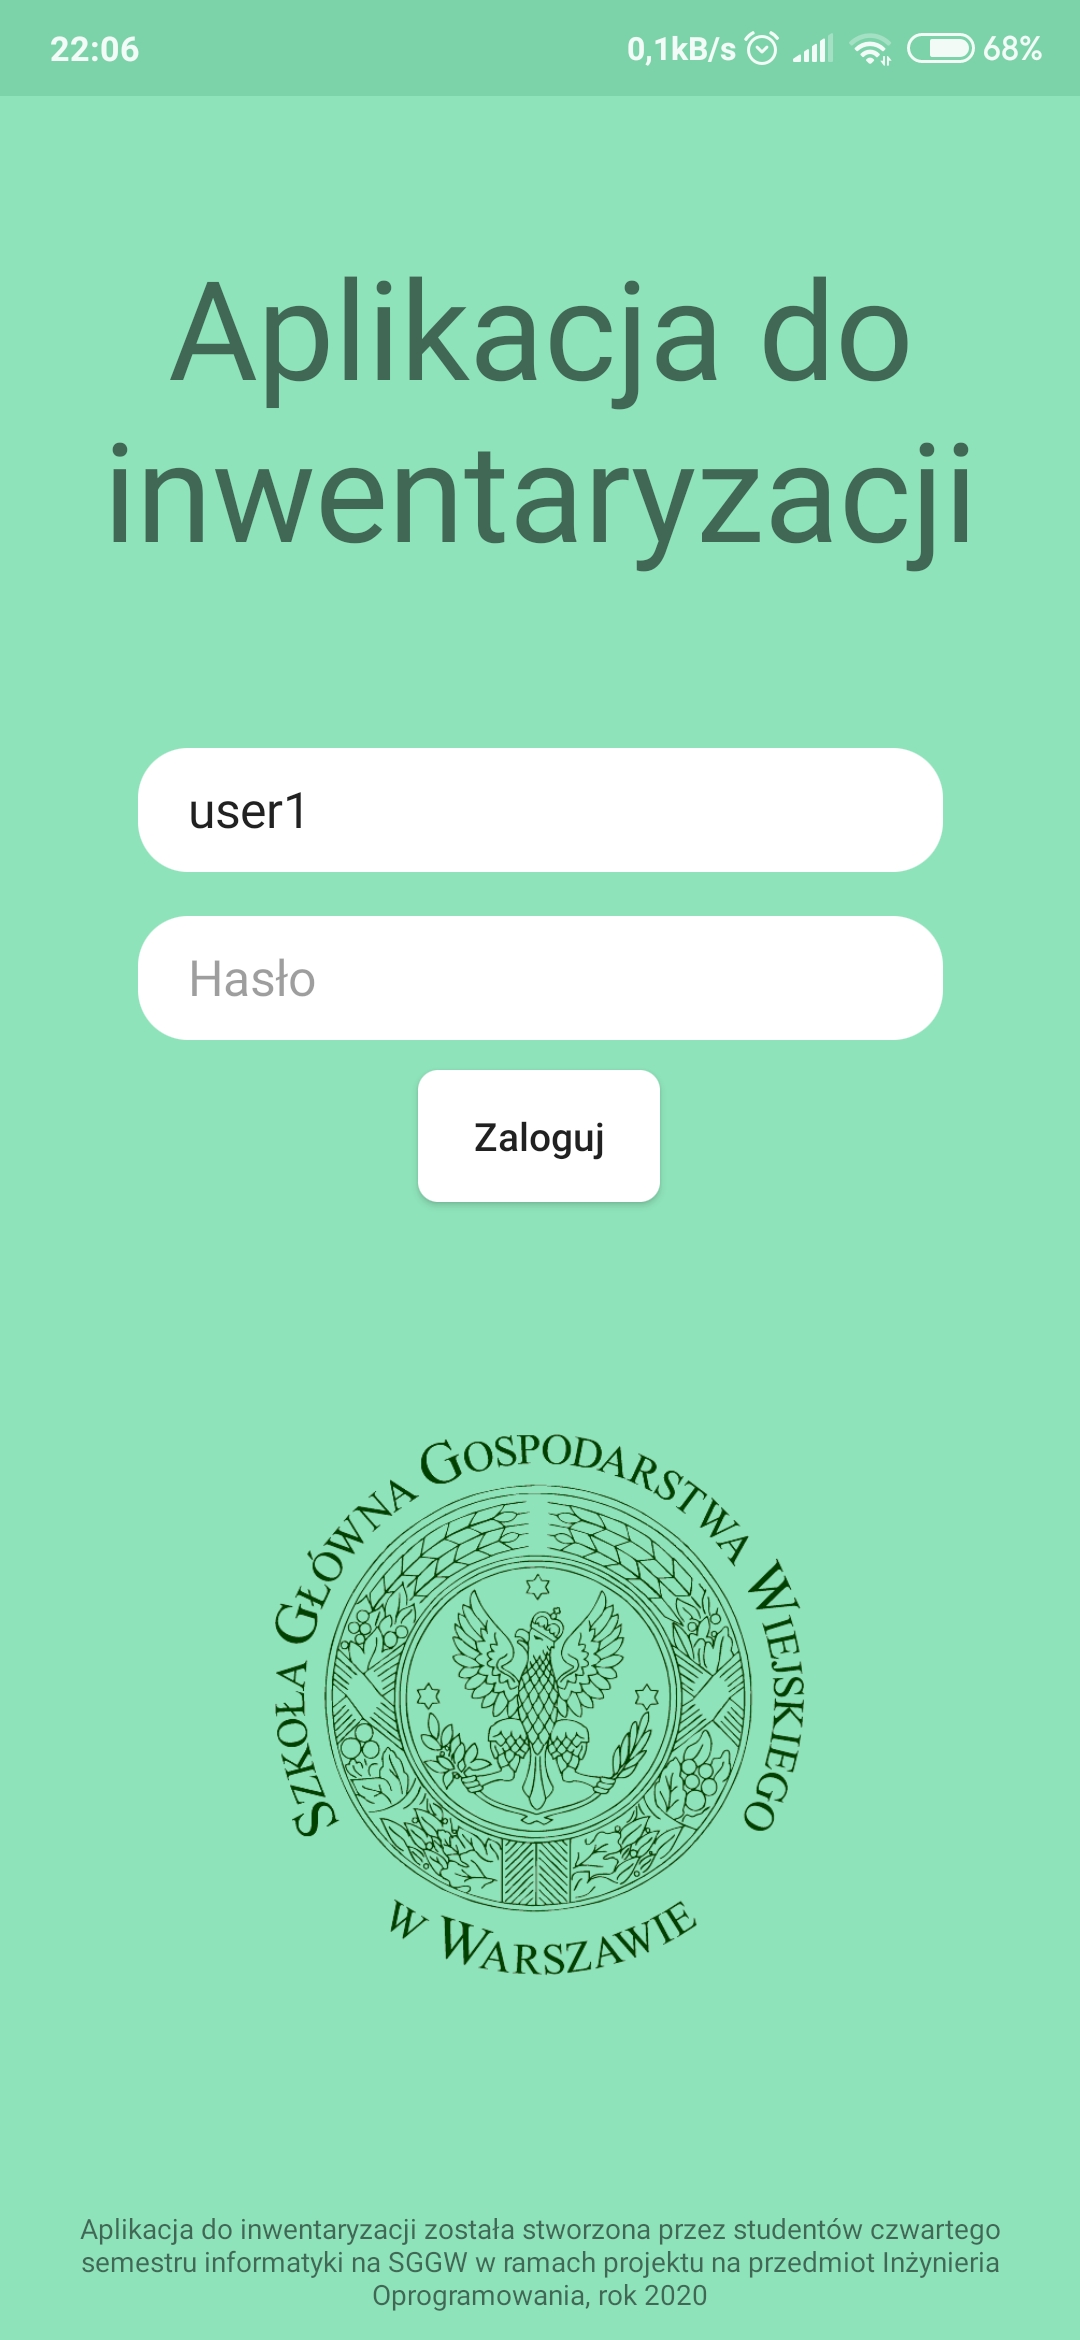 22:06
0,1kB/s
68%
Aplikacja do
inwentaryzacji
user1
Hasło
Zaloguj
Szkoła Główna Gospodarstwa Wiejskiego
w Warszawie
Aplikacja do inwentaryzacji została stworzona przez studentów czwartego
semestru informatyki na SGGW w ramach projektu na przedmiot Inżynieria
Oprogramowania, rok 2020